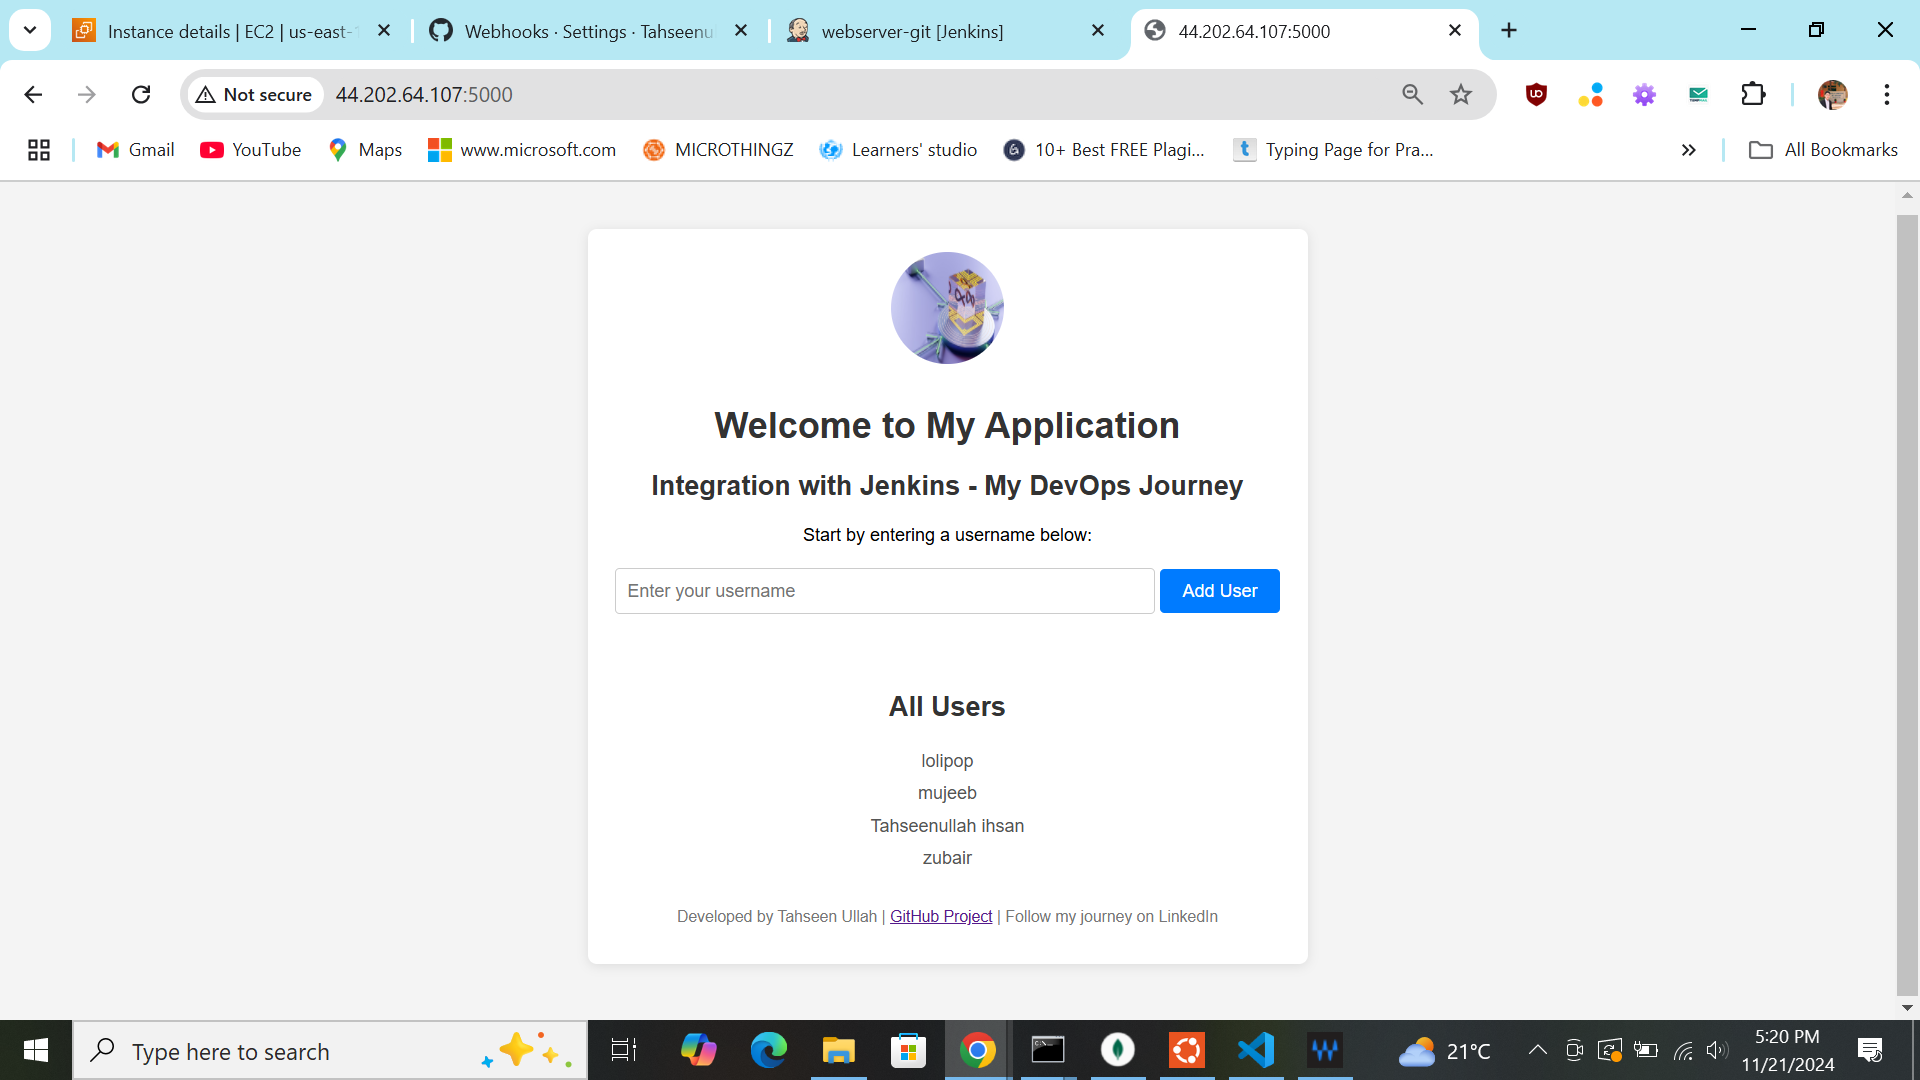 Instance details | EC2 | us-east-1
Webhooks · Settings · Tahseenul
webserver-git [Jenkins]
44.202.64.107:5000
Not secure
44.202.64.107:5000
Gmail
YouTube
Maps
www.microsoft.com
MICROTHINGZ
Learners' studio
10+ Best FREE Plagi...
Typing Page for Pra...
All Bookmarks
Welcome to My Application
Integration with Jenkins - My DevOps Journey
Start by entering a username below:
Enter your username
Add User
All Users
lolipop
mujeeb
Tahseenullah ihsan
zubair
Developed by Tahseen Ullah | GitHub Project | Follow my journey on LinkedIn
Type here to search
21°C
5:20 PM
11/21/2024